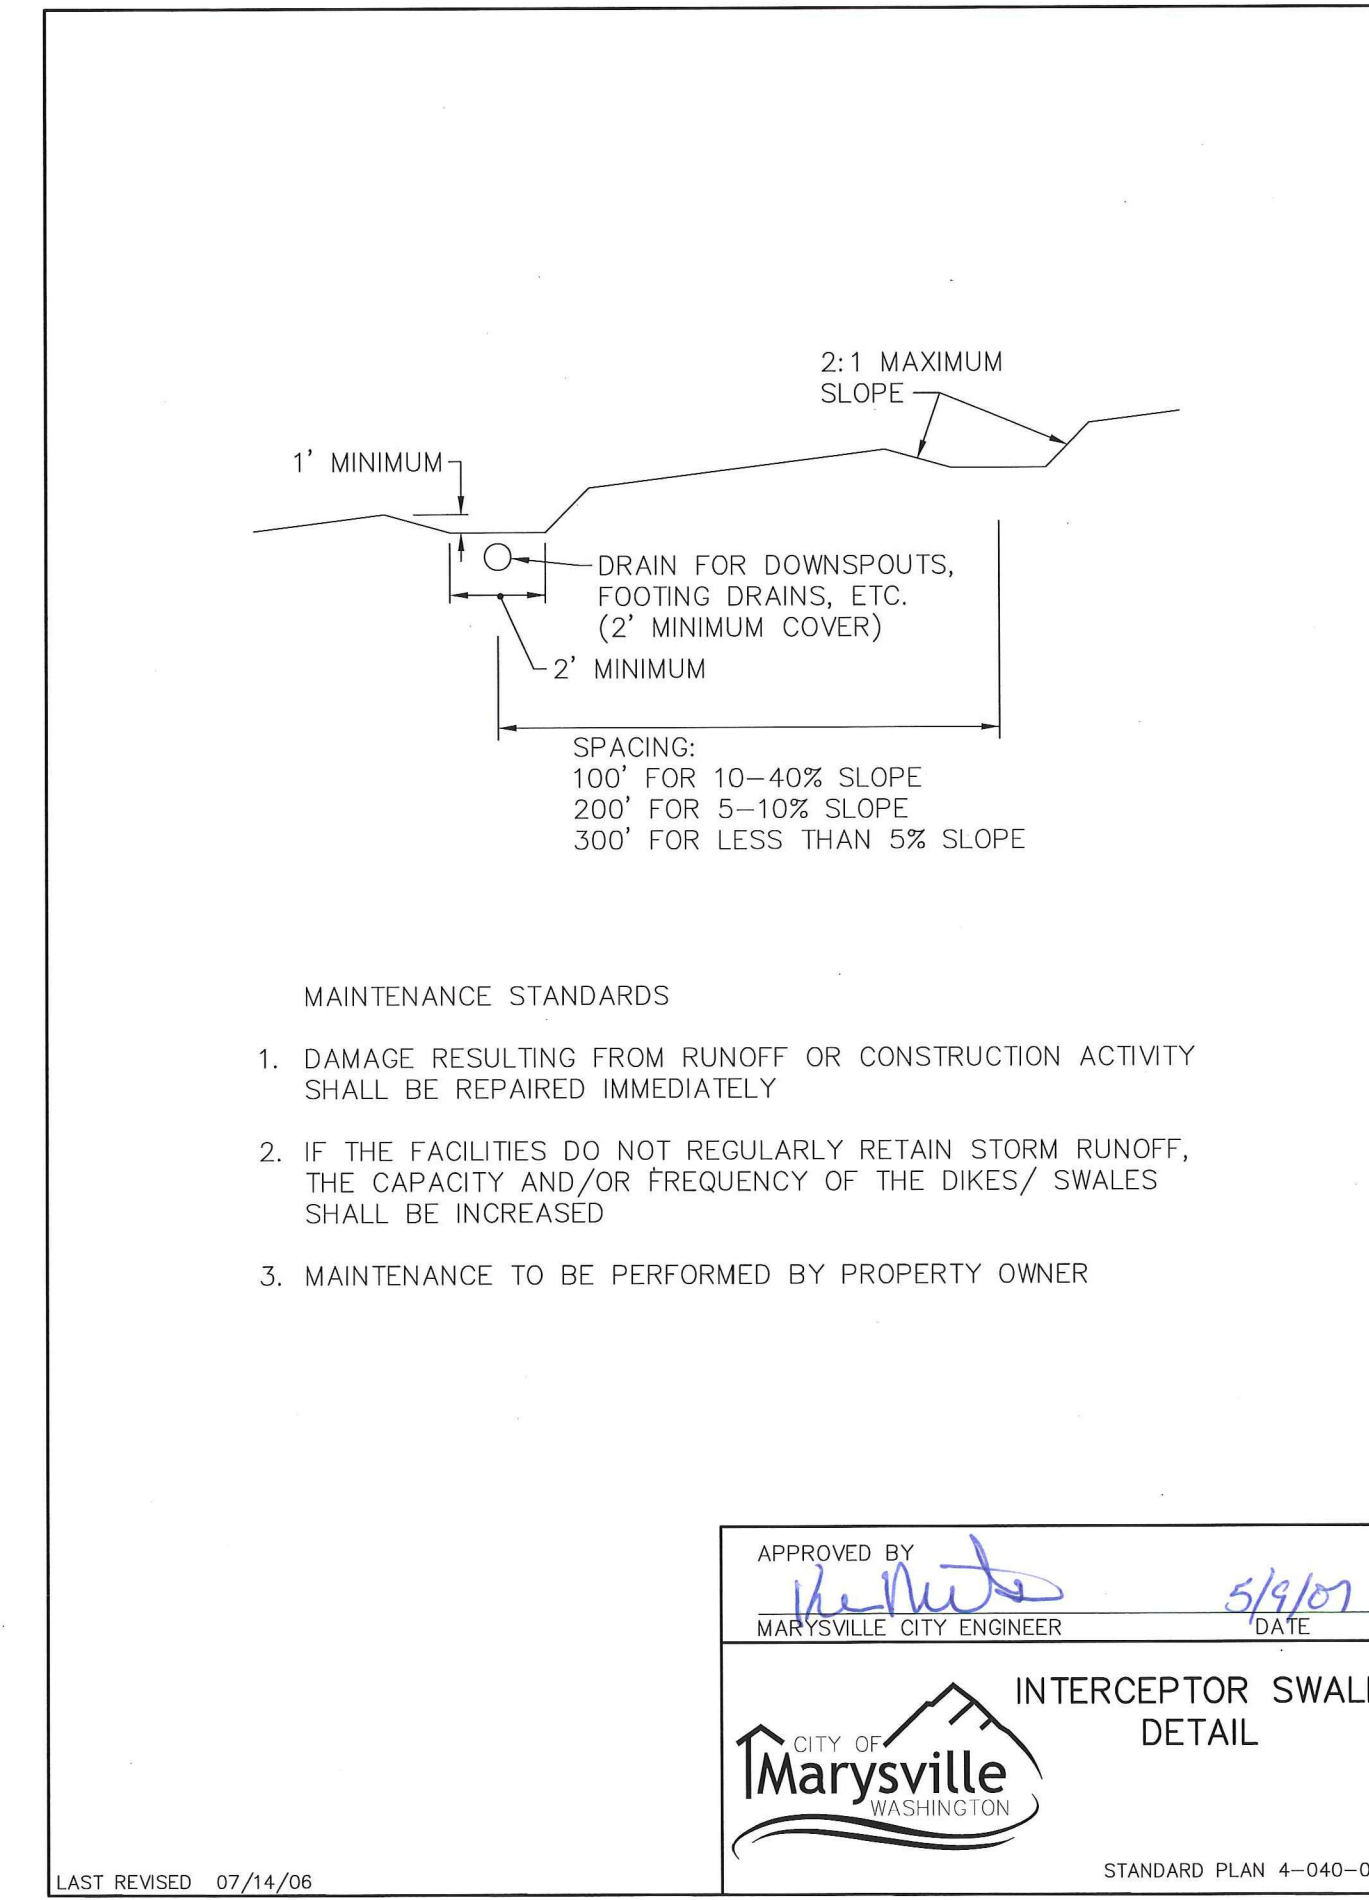 2:1 MAXIMUM
SLOPE
1' MINIMUM
DRAIN FOR DOWNSPOUTS,
FOOTING DRAINS, ETC.
(2' MINIMUM COVER)
2' MINIMUM
SPACING:
100' FOR 10-40% SLOPE
200' FOR 5-10% SLOPE
300' FOR LESS THAN 5% SLOPE
MAINTENANCE STANDARDS
1. DAMAGE RESULTING FROM RUNOFF OR CONSTRUCTION ACTIVITY
SHALL BE REPAIRED IMMEDIATELY
2. IF THE FACILITIES DO NOT REGULARLY RETAIN STORM RUNOFF,
THE CAPACITY AND/OR FREQUENCY OF THE DIKES/ SWALES
SHALL BE INCREASED
3. MAINTENANCE TO BE PERFORMED BY PROPERTY OWNER
APPROVED BY
5/9/07
MARYSVILLE CITY ENGINEER DATE
INTERCEPTOR SWAL
DETAIL
CITY OF
Marysville
WASHINGTON
STANDARD PLAN 4-040-0
LAST REVISED 07/14/06